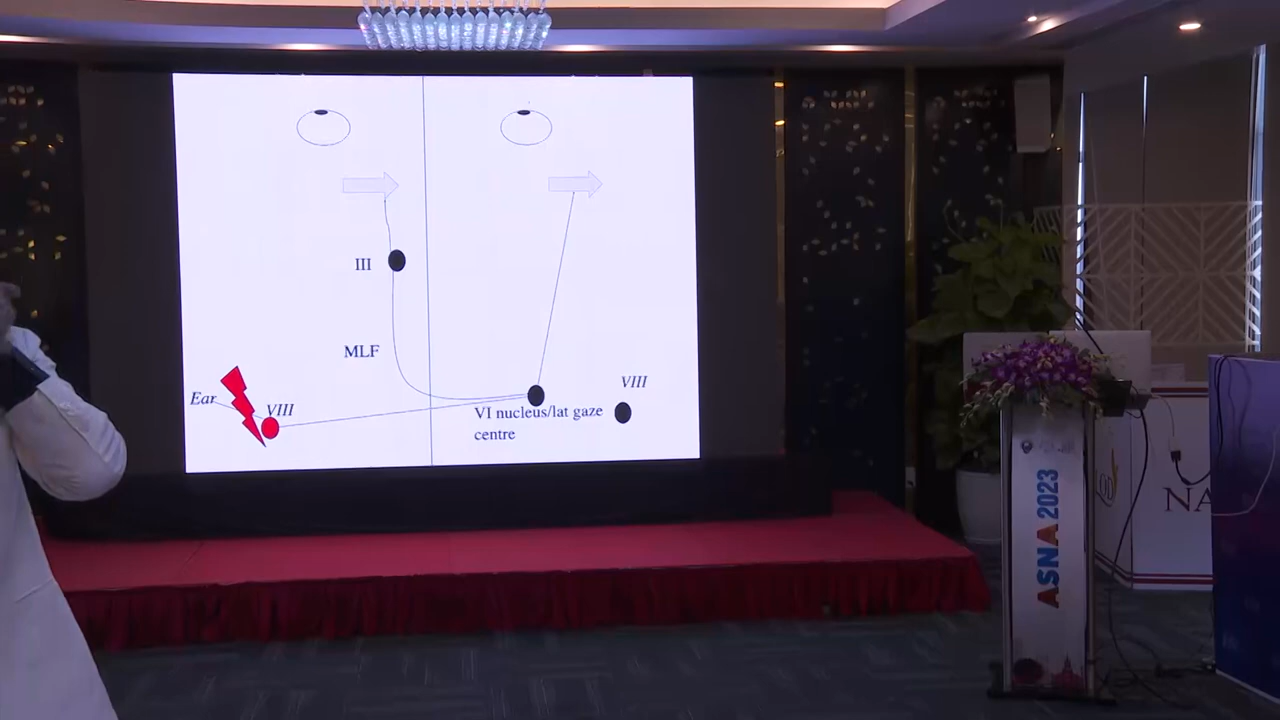 III
MLF
Ear
VIII
VI nucleus/lat gaze
centre
VIII
ASNA 2023
NA